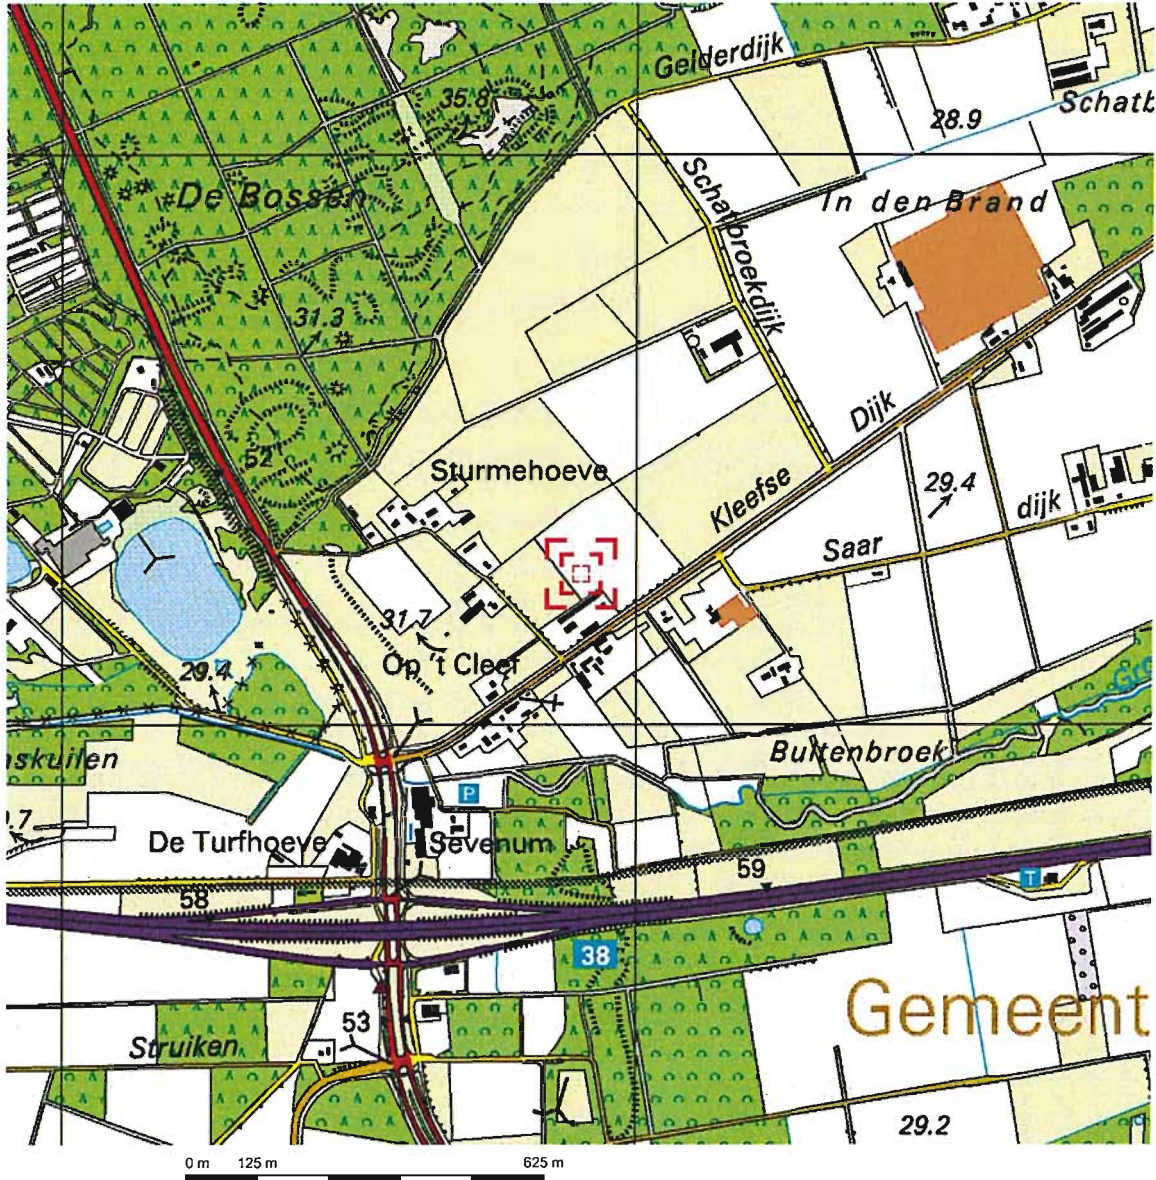 Gelderdijk
35.8
Schatb
28.9
De Bossen
Schatbroekdijk
In den Brand
31.3
Dijk
52
Sturmehoeve
Kleefse
29.4
dijk
Saar
31.7
Op 't Cleef
29.4
nskuilen
Buitenbroek
P
.7
De Turfhoeve
Sevenum
59
T
58
38
Gemeent
53
Struiken
29.2
0 m 125 m 625 m